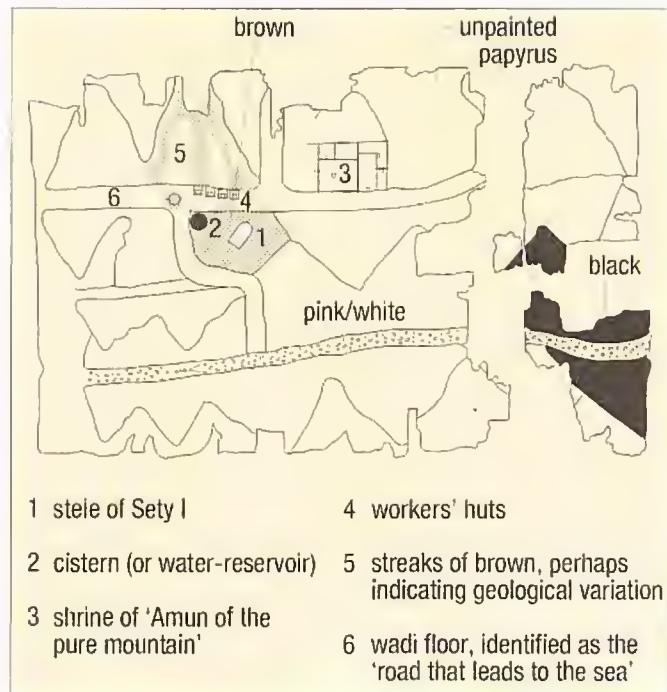 brown
unpainted
papyrus
5
3
6
4
2
1
black
pink/white
1 stele of Sety I
2 cistern (or water-reservoir)
3 shrine of 'Amun of the
pure mountain'
4 workers' huts
5 streaks of brown, perhaps
indicating geological variation
6 wadi floor, identified as the
'road that leads to the sea'